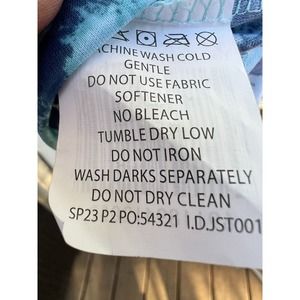 ACHINE WASH COLD
GENTLE
DO NOT USE FABRIC
SOFTENER
NO BLEACH
TUMBLE DRY LOW
DO NOT IRON
WASH DARKS SEPARATELY
DO NOT DRY CLEAN
SP23 P2 PO:54321 I.D.JST001